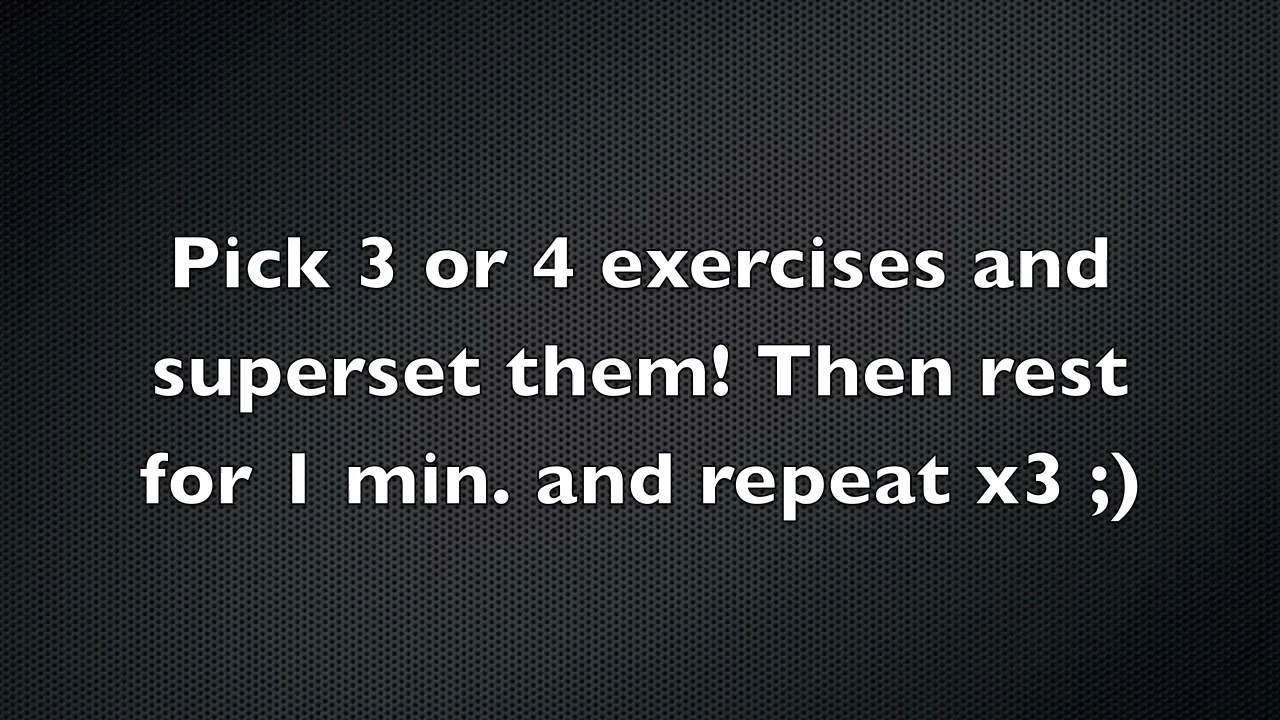 Pick 3 or 4 exercises and
superset them! Then rest
for 1 min. and repeat x3 ;)